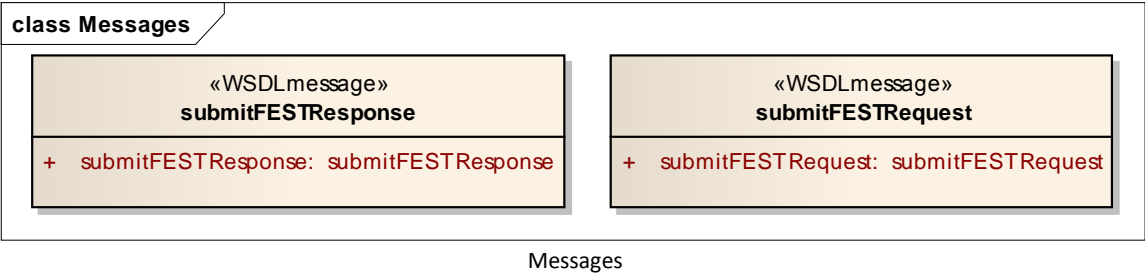 class Messages
«WSDLmessage»
submitFESTResponse
+ submitFESTResponse: submitFESTResponse
«WSDLmessage»
submitFESTRequest
+ submitFESTRequest: submitFESTRequest
Messages